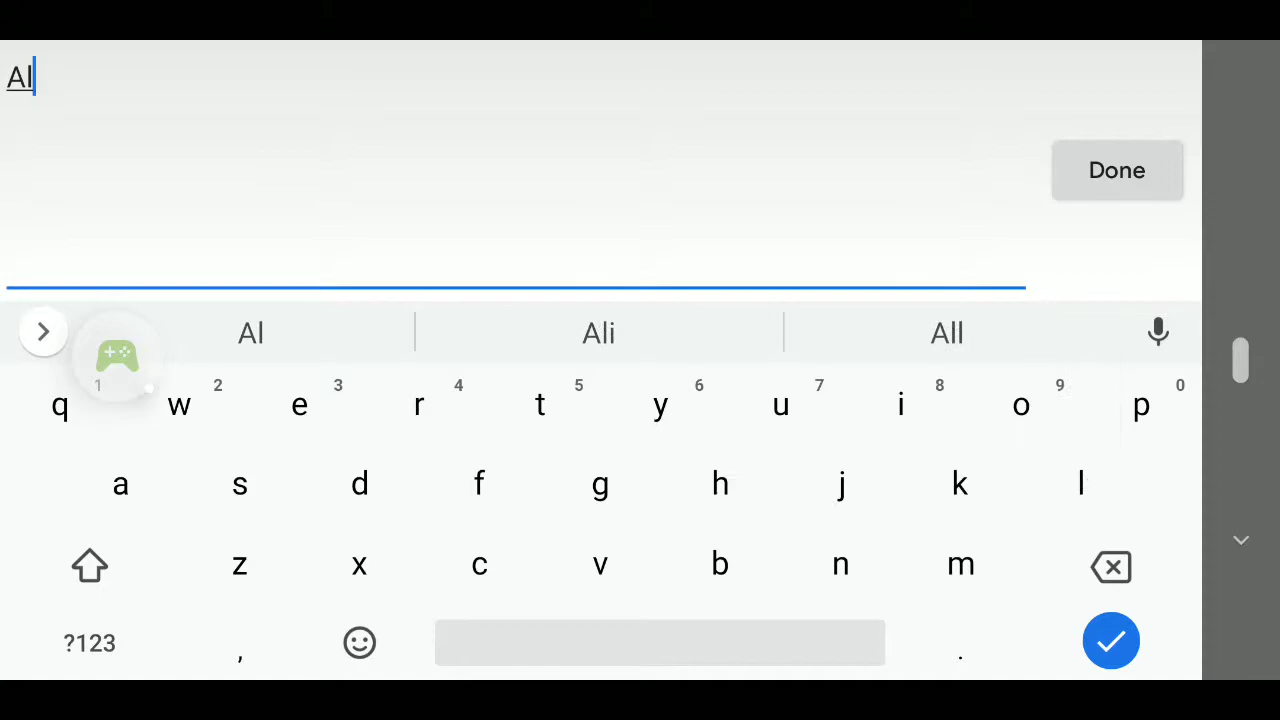 Al
Done
Al Ali All
1 2 3 4 5 6 7 8 9 0
q w e r t y u i o p
a s d f g h j k l
z x c v b n m
?123 , .